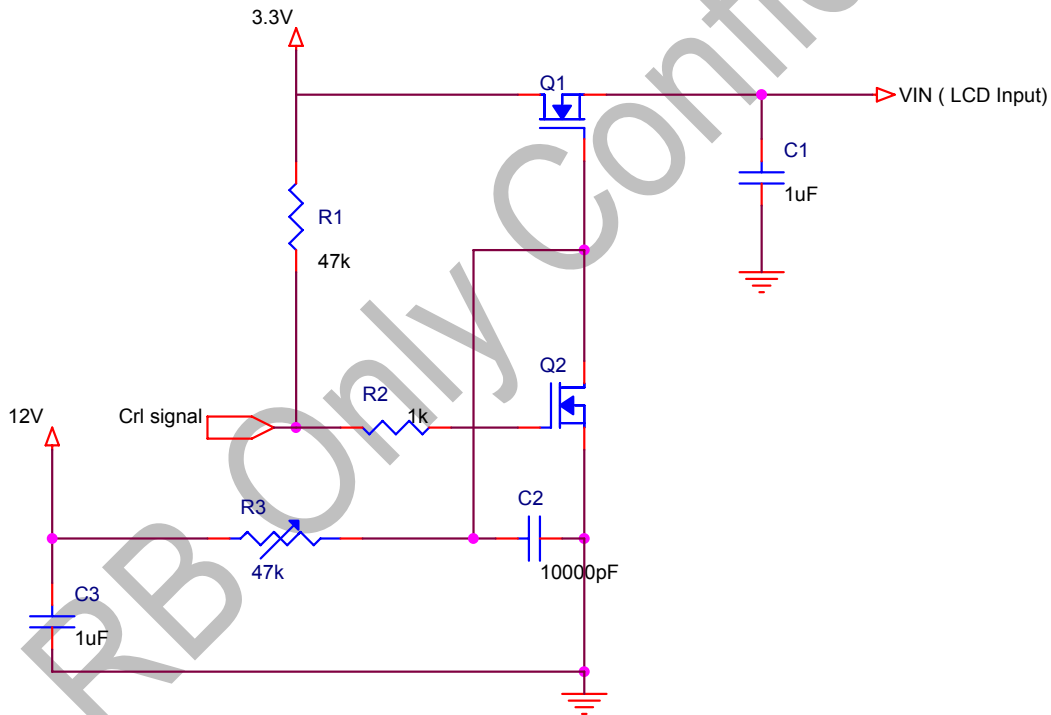 3.3V
Q1
VIN ( LCD Input)
C1
1uF
R1
47k
Q2
R2
1k
Crl signal
12V
R3
47k
C2
10000pF
C3
1uF
RB Only Confi